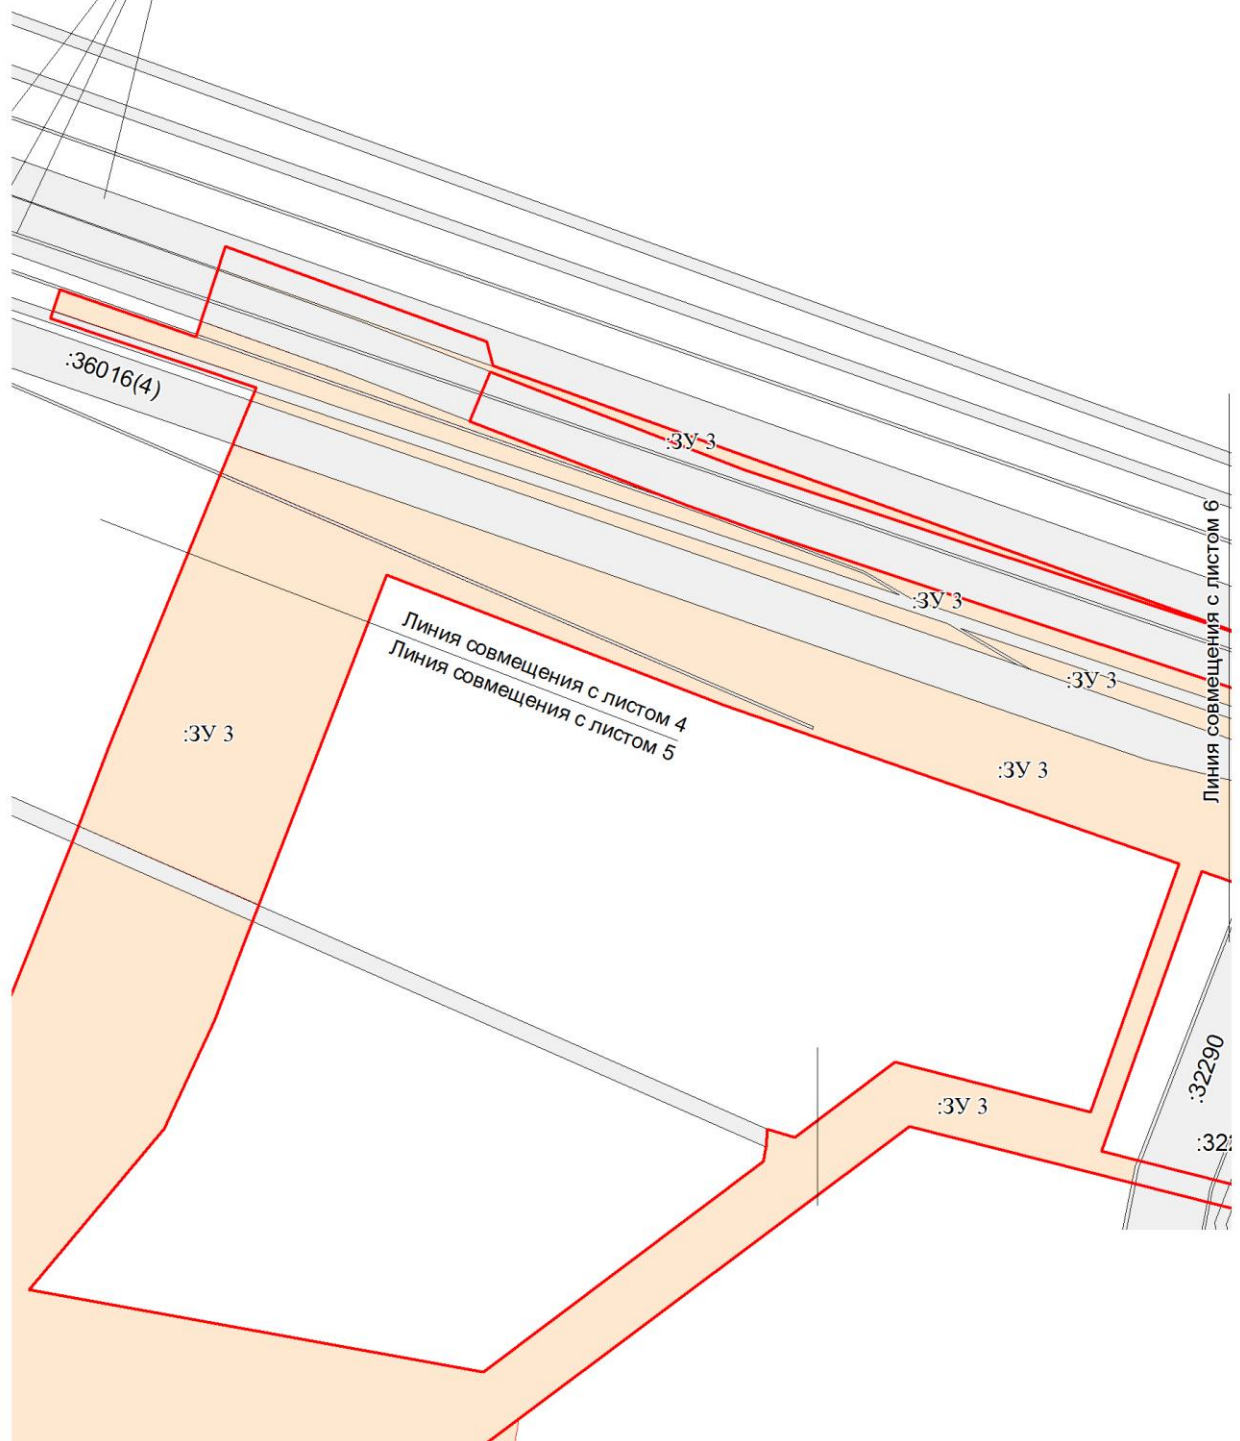 :36016(4)
:ЗУ 3
Линия совмещения с листом 6
:ЗУ 3
Линия совмещения с листом 4
Линия совмещения с листом 5
:ЗУ 3
:ЗУ 3
:ЗУ 3
:32290
:ЗУ 3